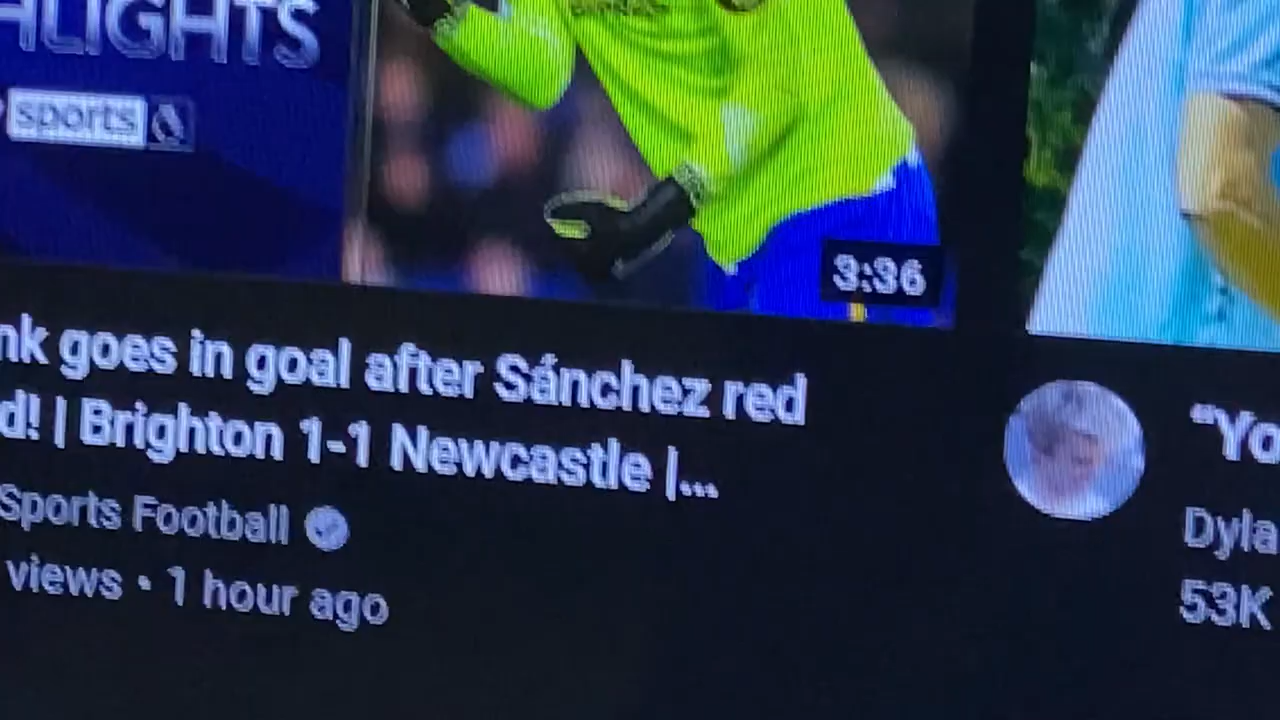 HLIGHTS
sports
3:36
nk goes in goal after Sánchez red
d! | Brighton 1-1 Newcastle |...
Sports Football
views • 1 hour ago
"Yo
Dyla
53K